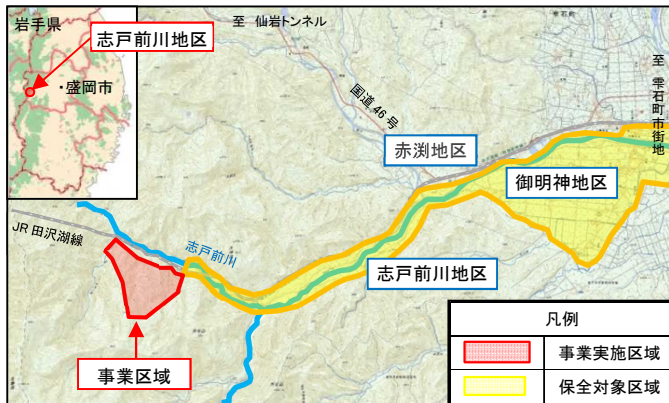 岩手県
志戸前川地区
・盛岡市
至 仙岩トンネル
国道46号
至 雫石町市街地
赤渕地区
御明神地区
JR田沢湖線
志戸前川
志戸前川地区
事業区域
凡例
事業実施区域
保全対象区域